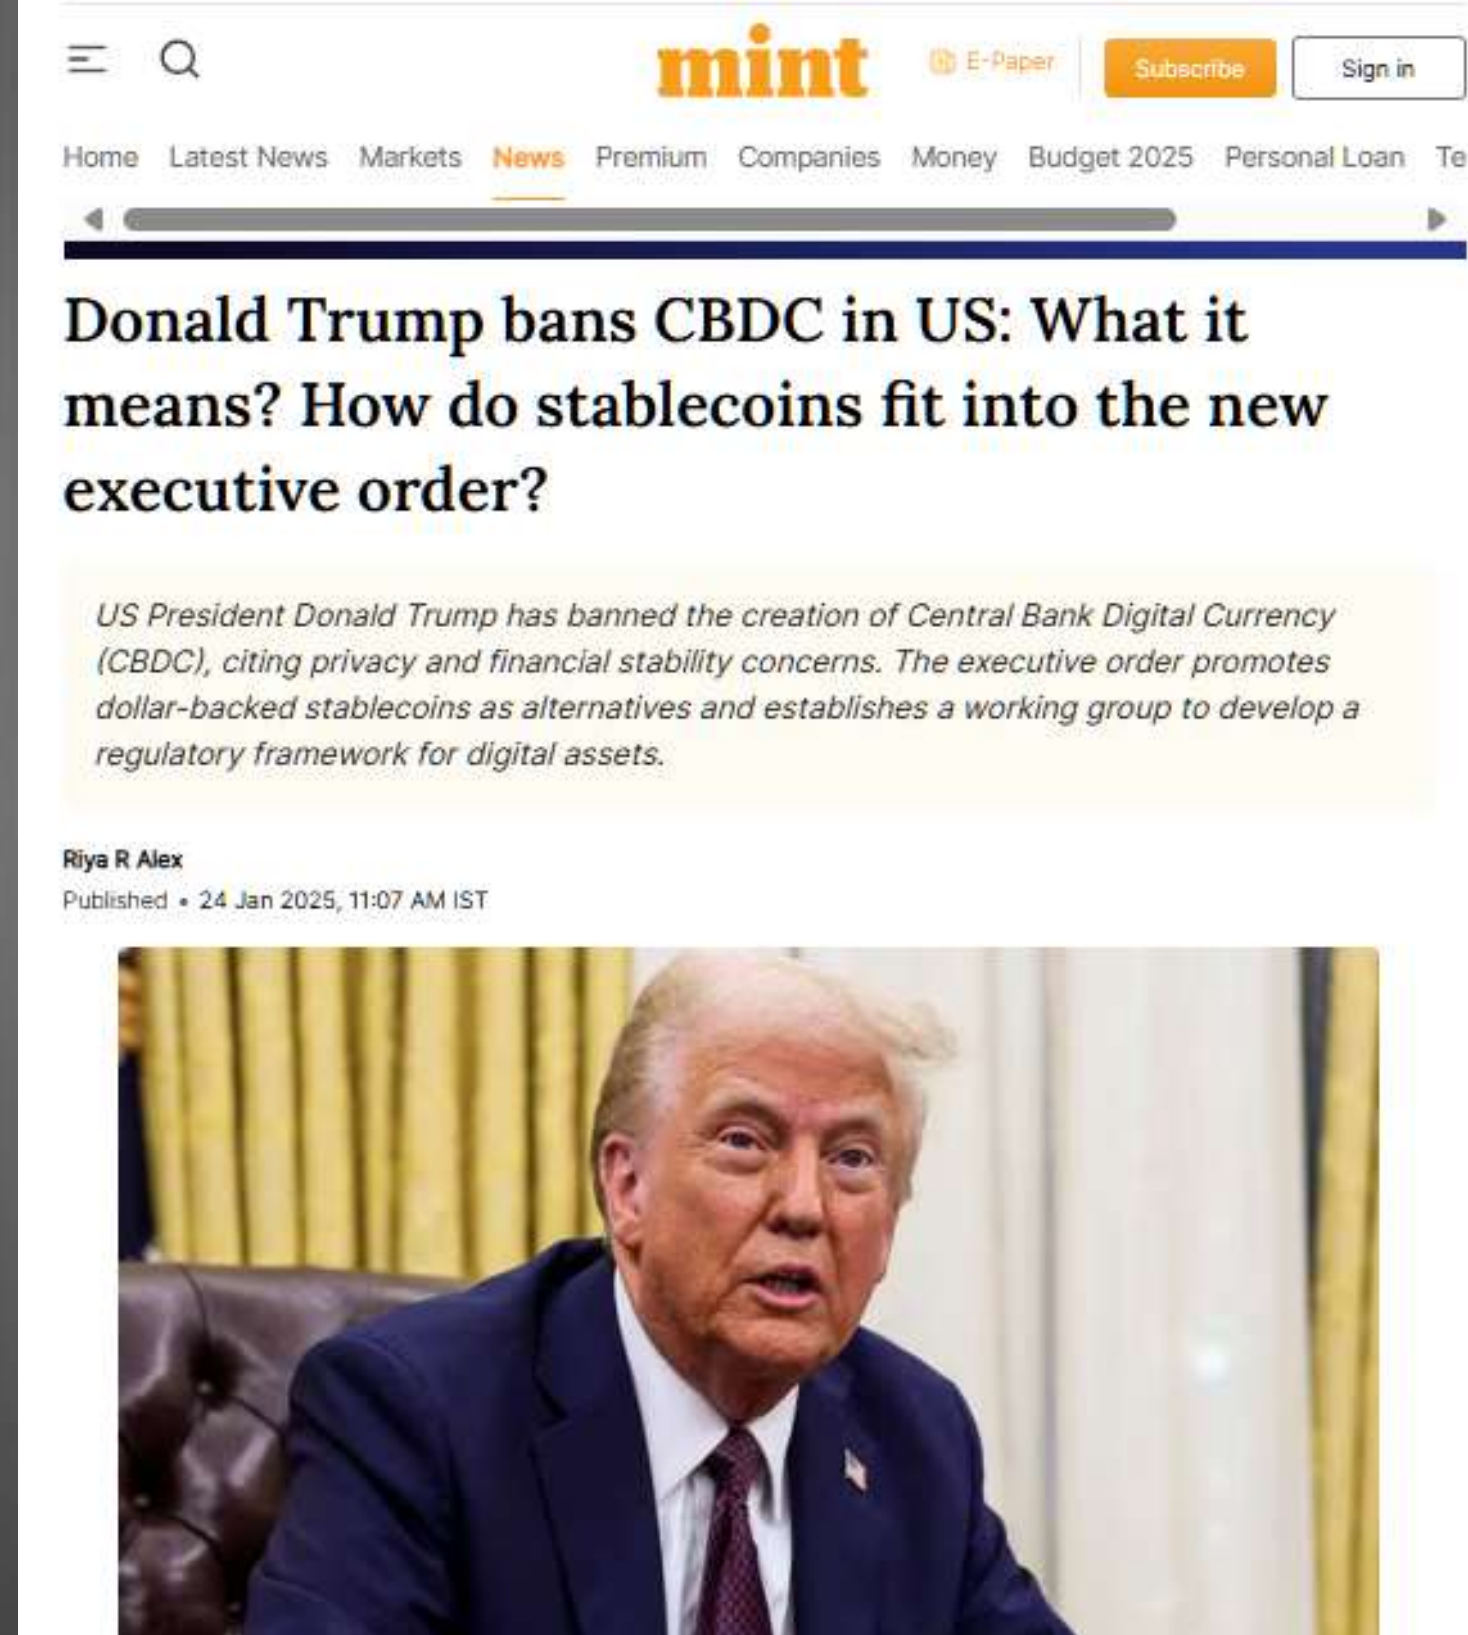 mint
E-Paper
Subscribe
Sign in
Home Latest News Markets News Premium Companies Money Budget 2025 Personal Loan Te
Donald Trump bans CBDC in US: What it
means? How do stablecoins fit into the new
executive order?
US President Donald Trump has banned the creation of Central Bank Digital Currency
(CBDC), citing privacy and financial stability concerns. The executive order promotes
dollar-backed stablecoins as alternatives and establishes a working group to develop a
regulatory framework for digital assets.
Riya R Alex
Published • 24 Jan 2025, 11:07 AM IST